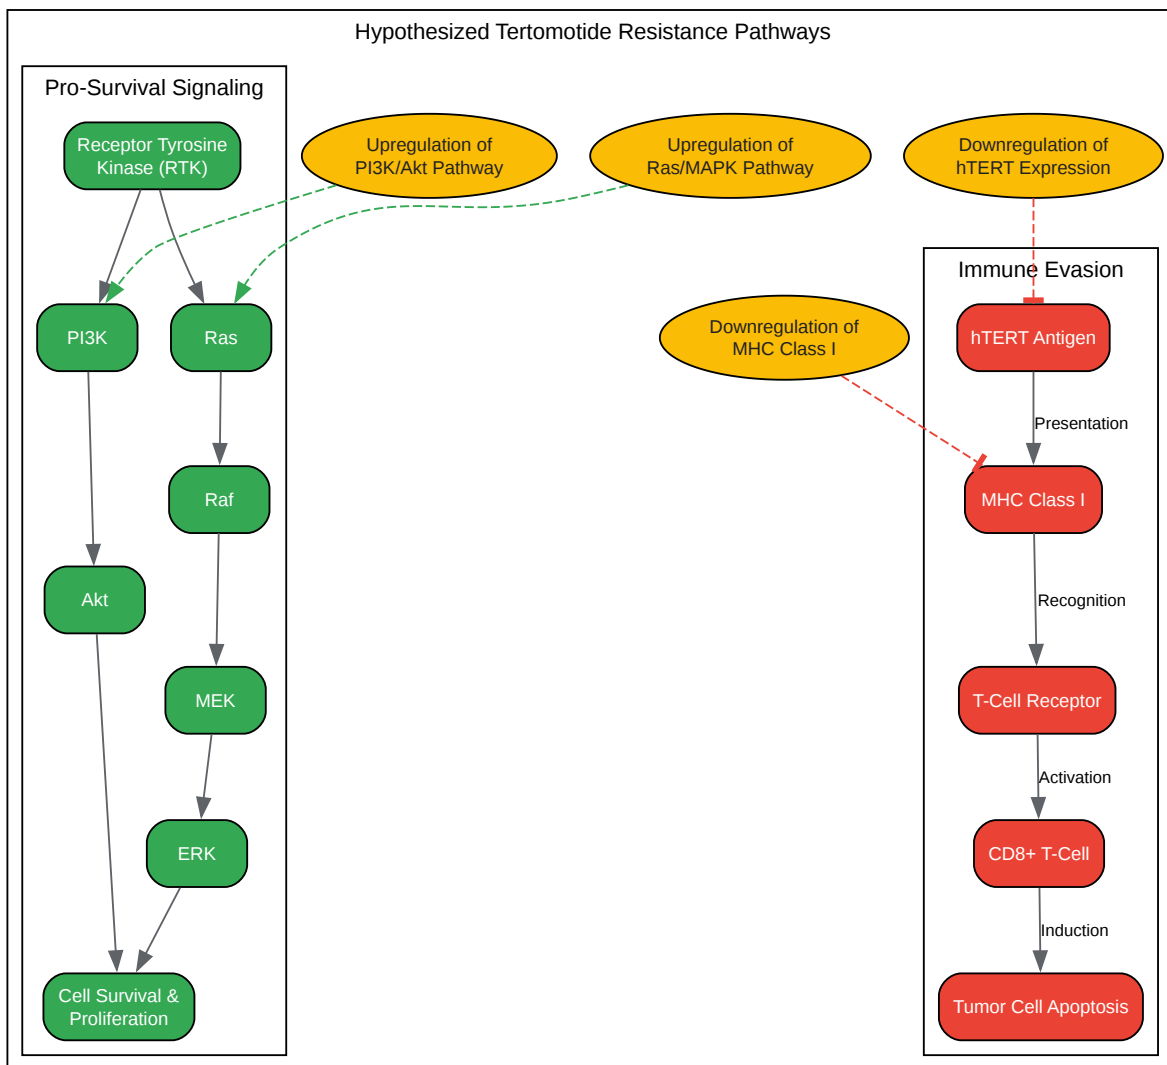 Hypothesized Tertomotide Resistance Pathways
Pro-Survival Signaling
Receptor Tyrosine
Kinase (RTK)
Upregulation of
PI3K/Akt Pathway
Upregulation of
Ras/MAPK Pathway
Downregulation of
hTERT Expression
Immune Evasion
PI3K
Ras
Downregulation of
MHC Class I
hTERT Antigen
Presentation
Raf
MHC Class I
Akt
Recognition
MEK
T-Cell Receptor
Activation
ERK
CD8+ T-Cell
Induction
Cell Survival &
Proliferation
Tumor Cell Apoptosis